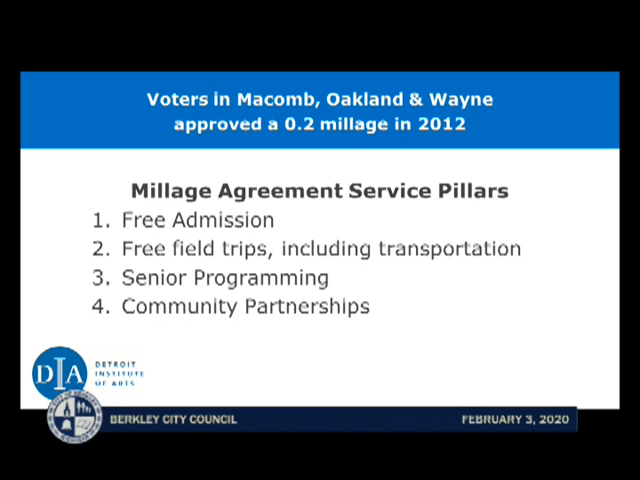 Voters in Macomb, Oakland & Wayne
approved a 0.2 millage in 2012
Millage Agreement Service Pillars
1. Free Admission
2. Free field trips, including transportation
3. Senior Programming
4. Community Partnerships
DIA
DETROIT
INSTITUTE
OF ARTS
BERKLEY CITY COUNCIL
FEBRUARY 3, 2020